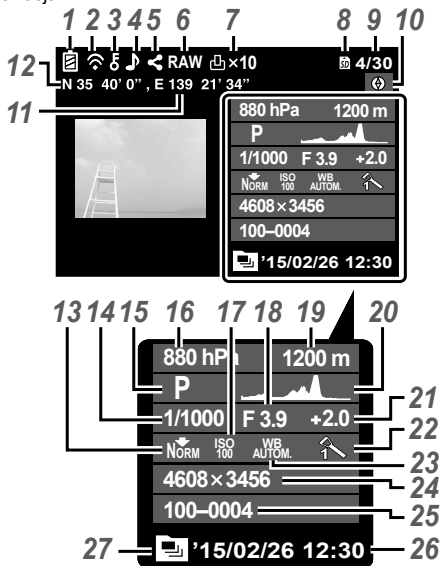 1 2 3 4 5 6 7 8 9
RAW ×10 SD 4/30 10
12 N 35 40' 0”, E 139 21' 34”
11
880 hPa 1200 m
P
1/1000 F 3.9 +2.0
NORM ISO 100 WB AUTOM. 1
4608×3456
100–0004
'15/02/26 12:30
13 14 15 16 17 18 19 20
880 hPa 1200 m
P
1/1000 F 3.9 +2.0 21
NORM ISO 100 WB AUTOM. 1 22
23
4608×3456 24
100–0004 25
27 '15/02/26 12:30 26